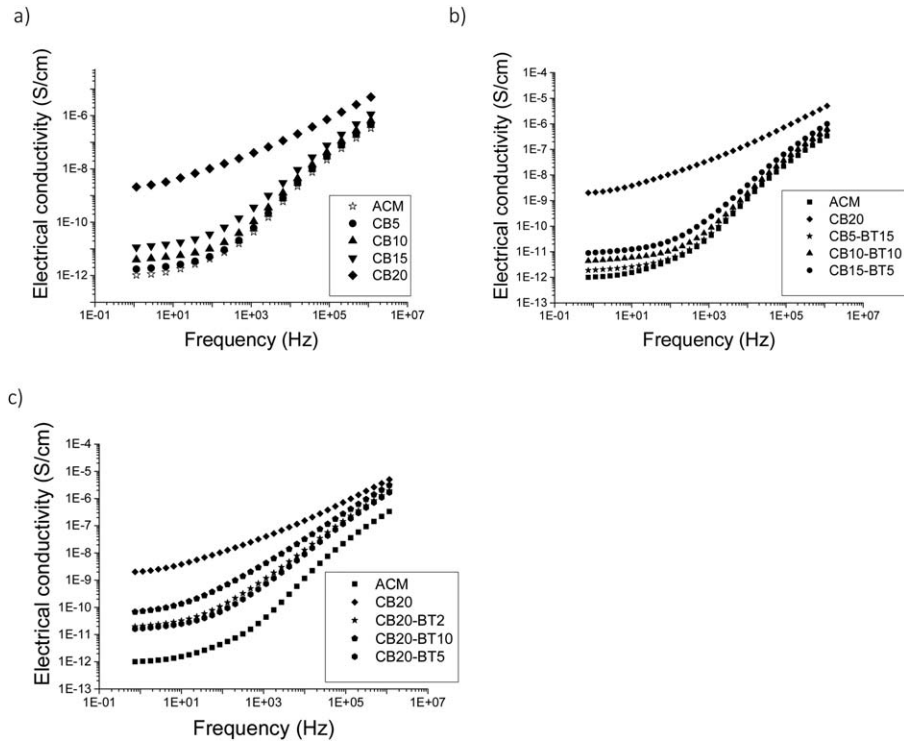 a)
Electrical conductivity (S/cm)
1E-6
1E-8
1E-10
1E-12
1E-01
1E+01
1E+03
1E+05
1E+07
Frequency (Hz)
ACM
CB5
CB10
CB15
CB20
b)
Electrical conductivity (S/cm)
1E-4
1E-5
1E-6
1E-7
1E-8
1E-9
1E-10
1E-11
1E-12
1E-13
1E-01
1E+01
1E+03
1E+05
1E+07
Frequency (Hz)
ACM
CB20
CB5-BT15
CB10-BT10
CB15-BT5
c)
Electrical conductivity (S/cm)
1E-4
1E-5
1E-6
1E-7
1E-8
1E-9
1E-10
1E-11
1E-12
1E-13
1E-01
1E+01
1E+03
1E+05
1E+07
Frequency (Hz)
ACM
CB20
CB20-BT2
CB20-BT10
CB20-BT5